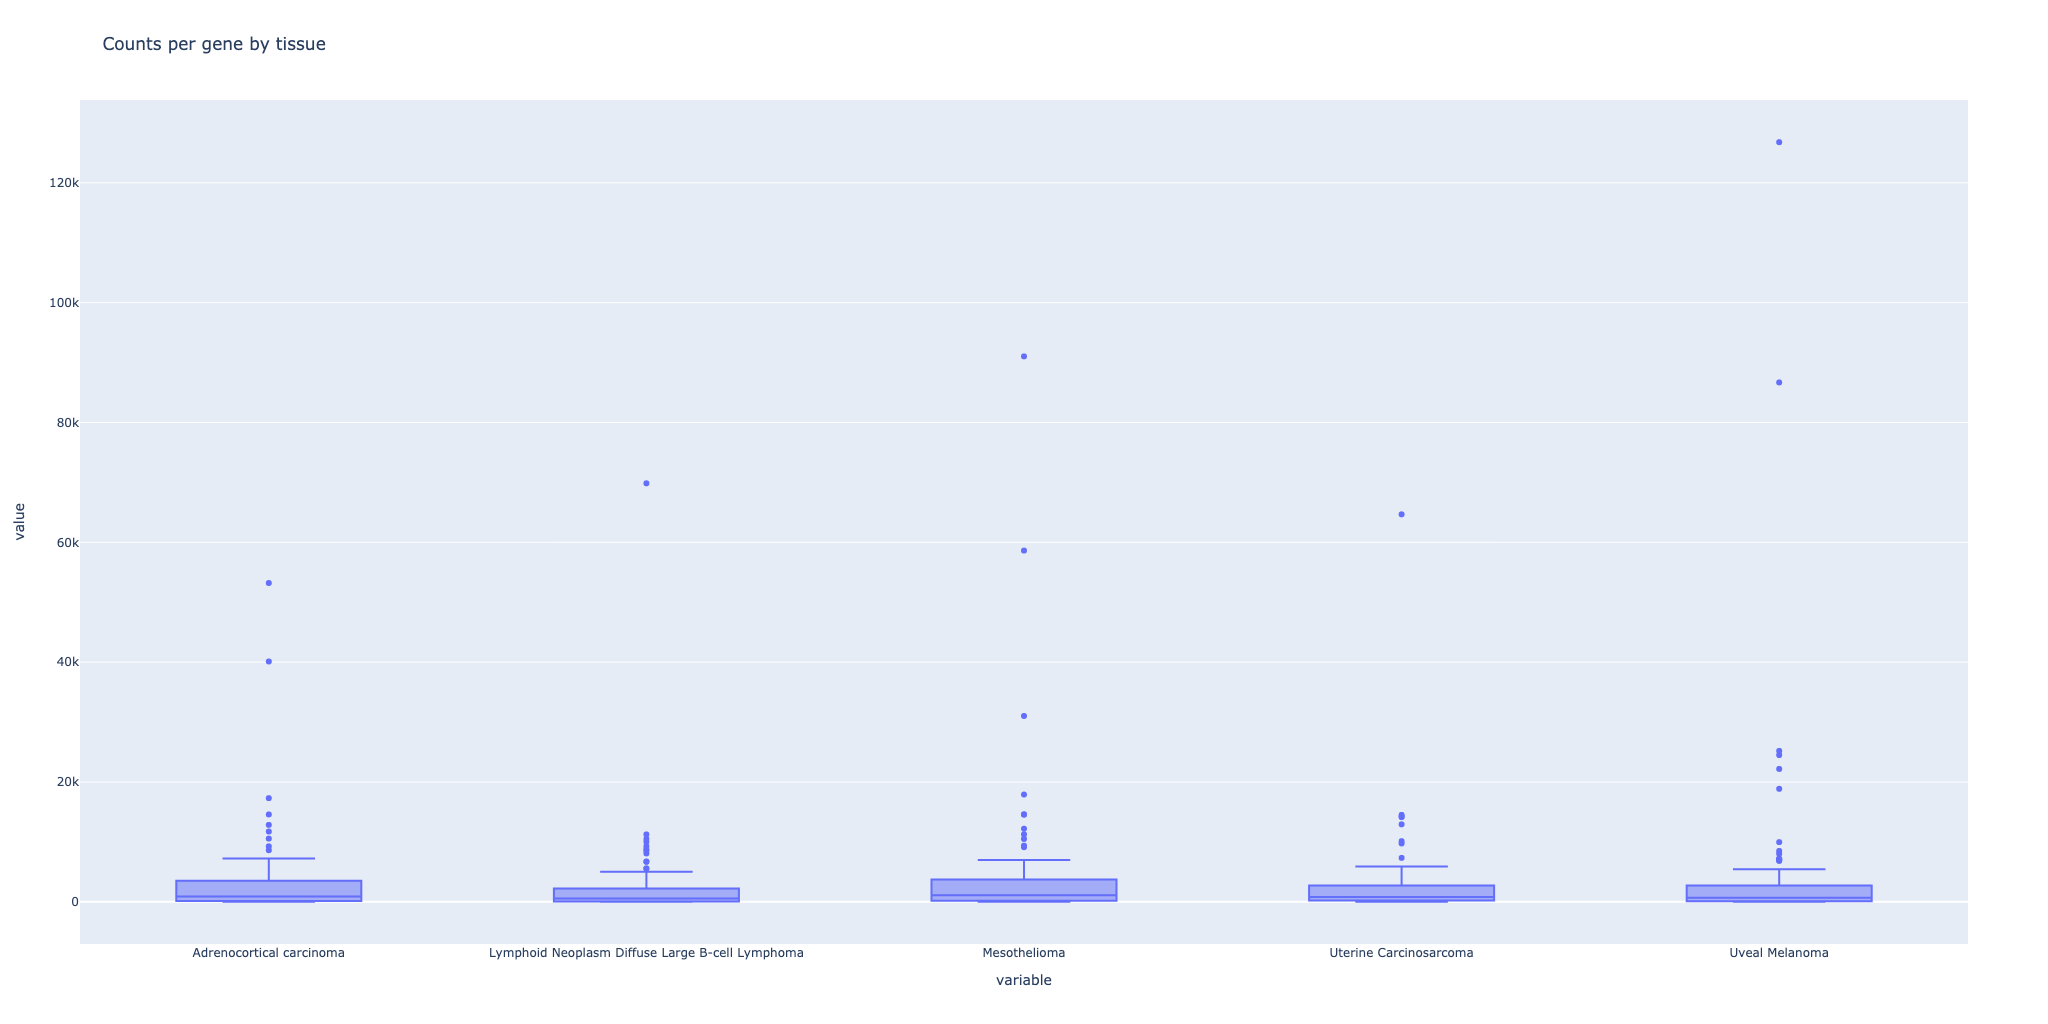 Counts per gene by tissue
120k
100k
80k
60k
40k
20k
0
value
Adrenocortical carcinoma
Lymphoid Neoplasm Diffuse Large B-cell Lymphoma
Mesothelioma
Uterine Carcinosarcoma
Uveal Melanoma
variable